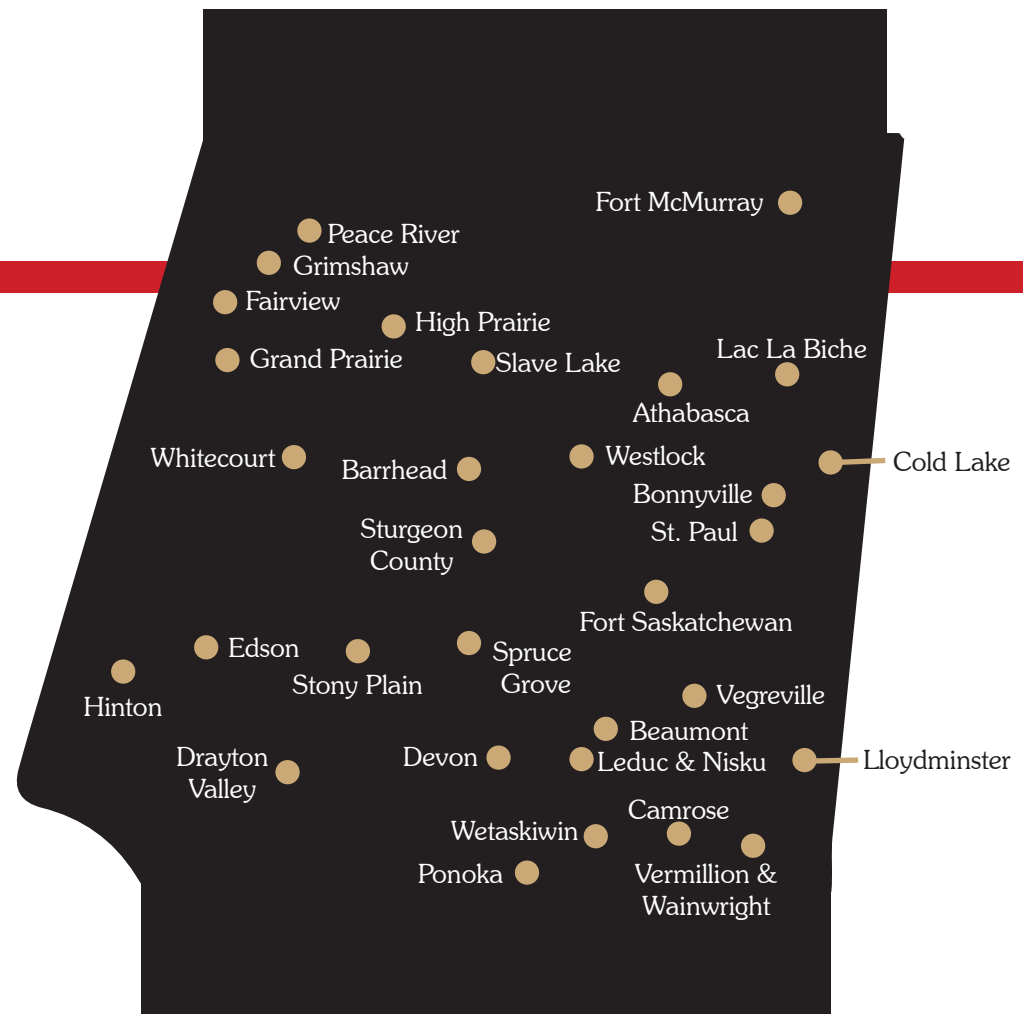 Fort McMurray
Peace River
Grimshaw
Fairview
High Prairie
Lac La Biche
Grand Prairie
Slave Lake
Athabasca
Whitecourt
Barrhead
Westlock
Cold Lake
Bonnyville
St. Paul
Sturgeon
County
Fort Saskatchewan
Edson
Spruce
Grove
Stony Plain
Hinton
Vegreville
Beaumont
Drayton
Valley
Devon
Leduc & Nisku
Lloydminster
Camrose
Wetaskiwin
Ponoka
Vermillion &
Wainwright